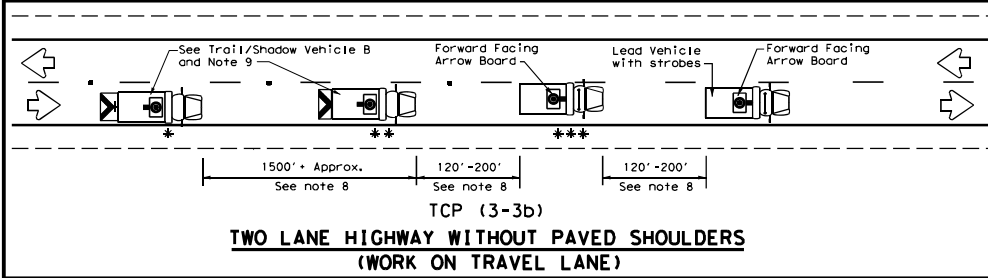 See Trail/Shadow Vehicle B
and Note 9
Forward Facing
Arrow Board
Lead Vehicle
with strobes
Forward Facing
Arrow Board
*
**
***
1500'+ Approx.
See note 8
120'-200'
See note 8
120'-200'
See note 8
TCP (3-3b)
TWO LANE HIGHWAY WITHOUT PAVED SHOULDERS
(WORK ON TRAVEL LANE)